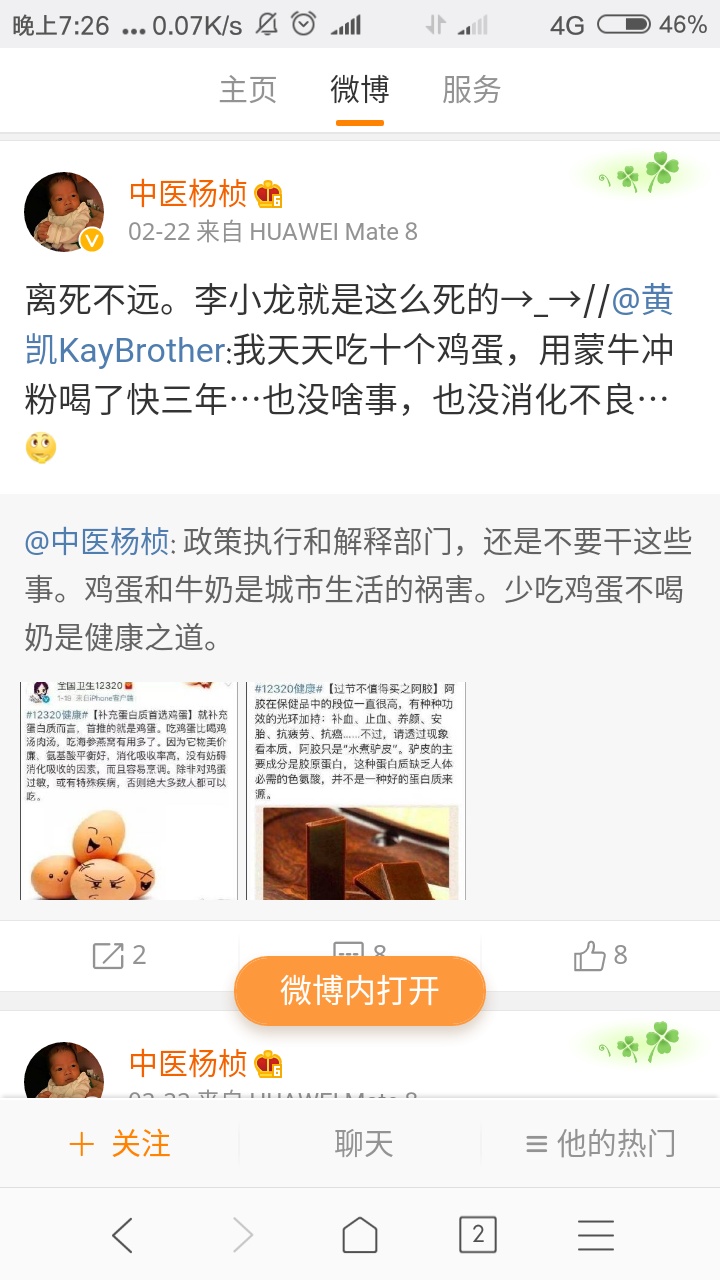 晚上7:26 ... 0.07K/s 4G 46%
主页 微博 服务
中医杨桢
02-22 来自 HUAWEI Mate 8
离死不远。李小龙就是这么死的→_→//@黄
凯KayBrother:我天天吃十个鸡蛋，用蒙牛冲
粉喝了快三年…也没啥事，也没消化不良…
@中医杨桢: 政策执行和解释部门，还是不要干这些
事。鸡蛋和牛奶是城市生活的祸害。少吃鸡蛋不喝
奶是健康之道。
全国卫生12320
1-18 来自iPhone客户端
#12320健康#【补充蛋白质首选鸡蛋】就补充
蛋白质而言，首推的就是鸡蛋。吃鸡蛋比喝鸡
汤肉汤，吃海参燕窝有用多了。因为它物美价
廉，氨基酸平衡好，消化吸收率高，没有妨碍
消化吸收的因素，而且容易烹调。除非对鸡蛋
过敏，或有特殊疾病，否则绝大多数人都可以
吃。
#12320健康#【过节不值得买之阿胶】阿
胶在保健品中的段位一直很高，有种种功
效的光环加持：补血、止血、养颜、安
胎、抗疲劳、抗癌……不过，请透过现象
看本质，阿胶只是“水煮驴皮”。驴皮的主
要成分是胶原蛋白，这种蛋白质缺乏人体
必需的色氨酸，并不是一种好的蛋白质来
源。
2 8 8
微博内打开
中医杨桢
02-22 来自 HUAWEI Mate 8
+ 关注 聊天 他的热门
2